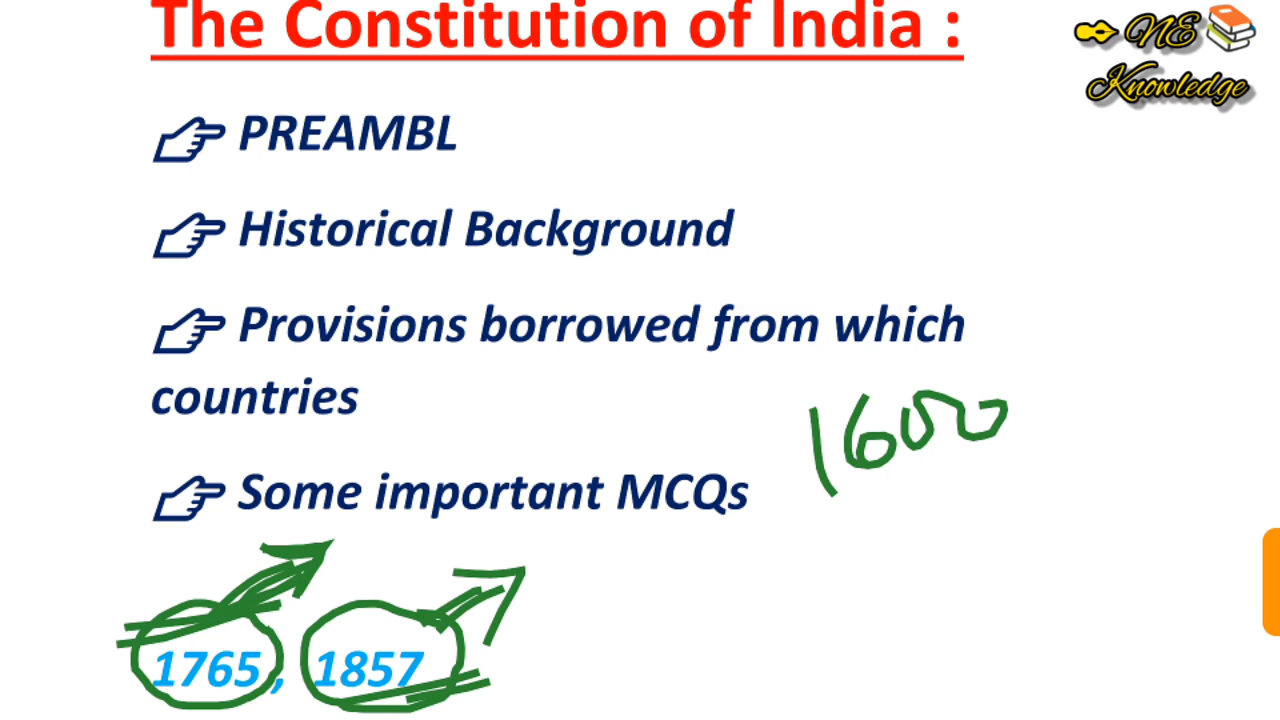 The Constitution of India :
NE
Knowledge
PREAMBL
Historical Background
Provisions borrowed from which
countries
1600
Some important MCQs
1765, 1857